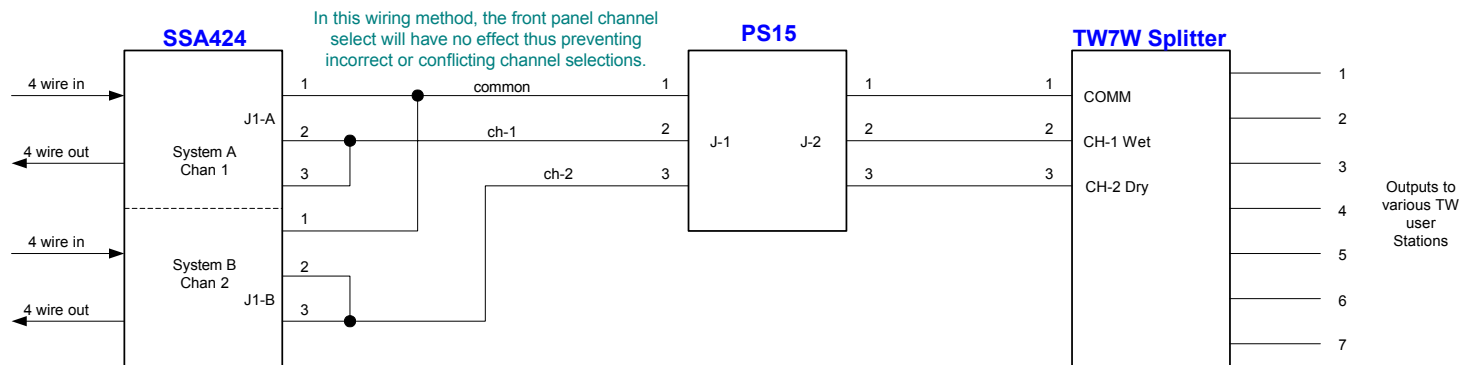 In this wiring method, the front panel channel
select will have no effect thus preventing
incorrect or conflicting channel selections.
SSA424
PS15
TW7W Splitter
4 wire in
4 wire out
J1-A
System A
Chan 1
1
2
3
4 wire in
4 wire out
System B
Chan 2
J1-B
1
2
3
common
ch-1
ch-2
1
2
3
J-1
J-2
1
2
3
1
2
3
COMM
CH-1 Wet
CH-2 Dry
1
2
3
4
5
6
7
Outputs to
various TW
user
Stations